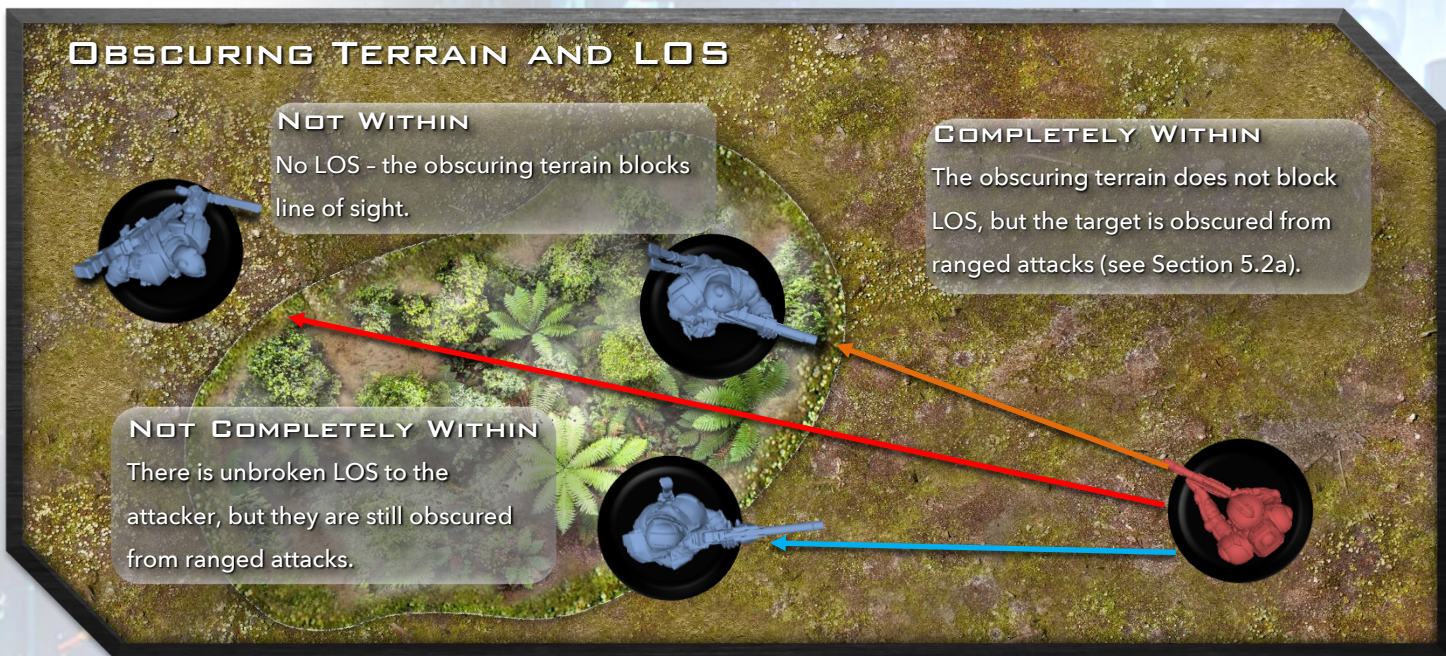 Obscuring Terrain and LOS
Not Within
No LOS – the obscuring terrain blocks
line of sight.
Completely Within
The obscuring terrain does not block
LOS, but the target is obscured from
ranged attacks (see Section 5.2a).
Not Completely Within
There is unbroken LOS to the
attacker, but they are still obscured
from ranged attacks.